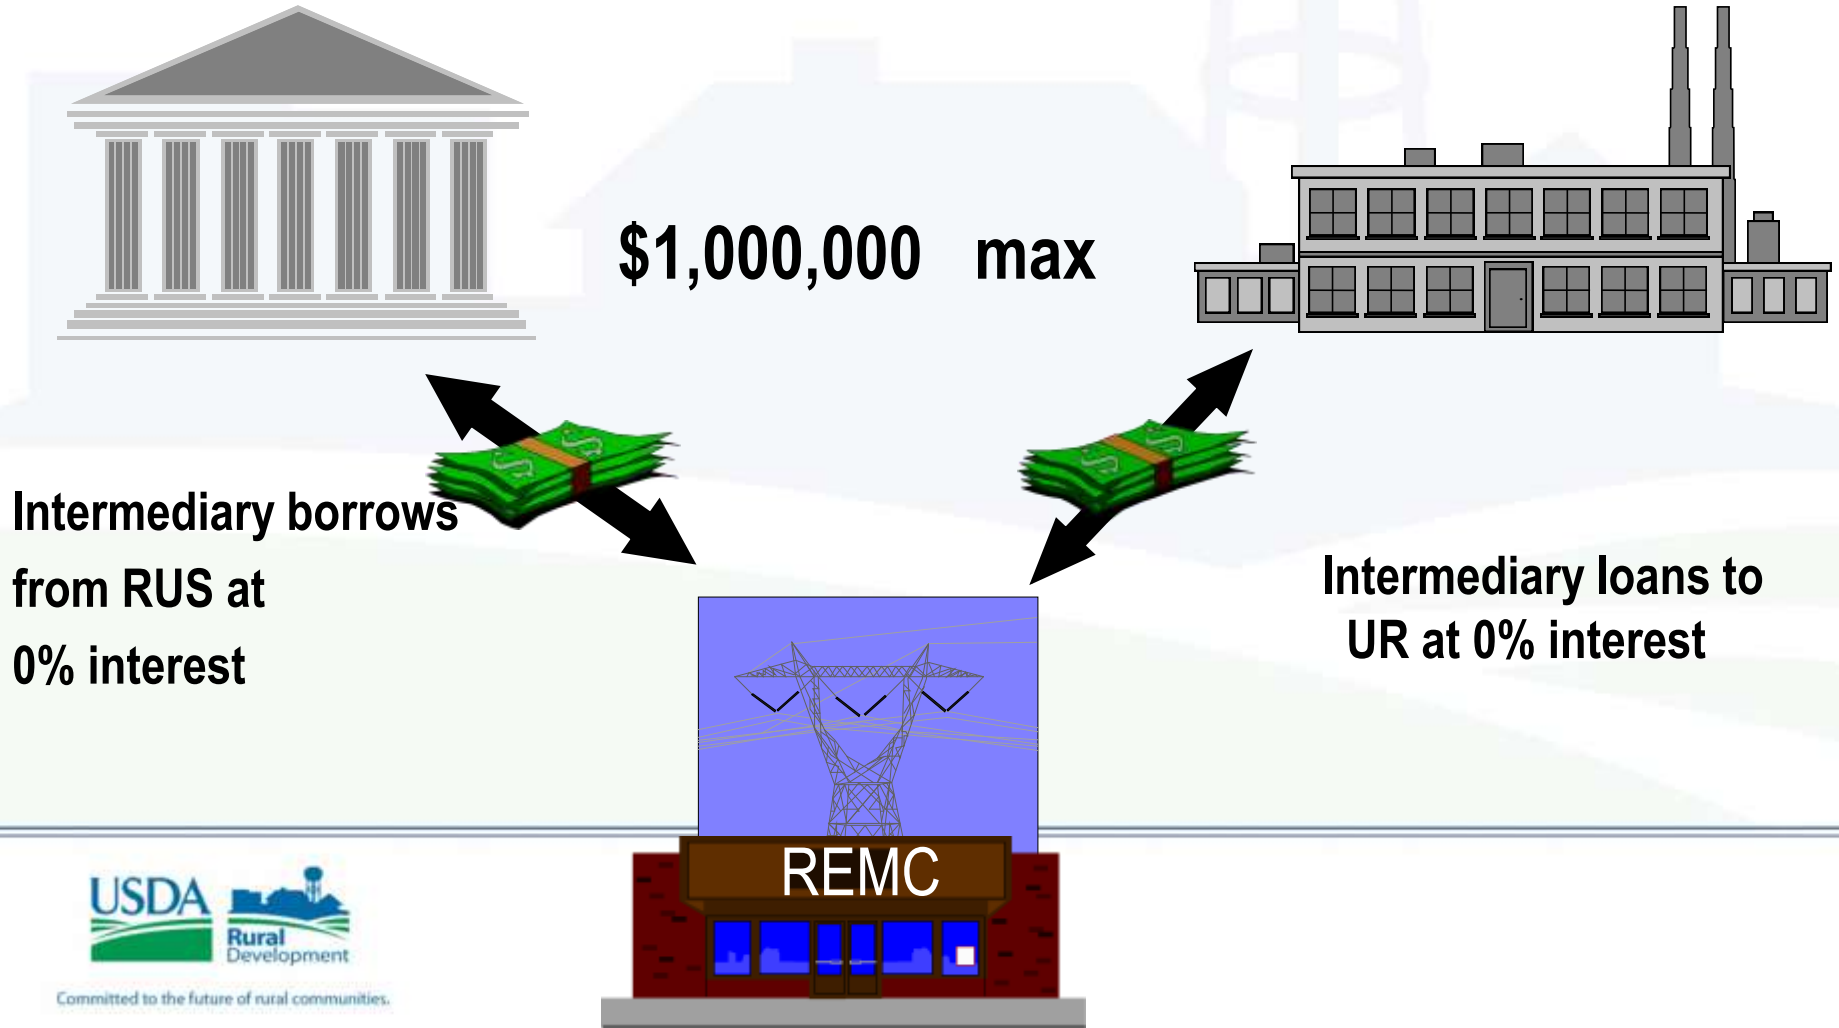 $1,000,000 max
Intermediary borrows
from RUS at
0% interest
Intermediary loans to
UR at 0% interest
REMC
USDA
Rural
Development
Committed to the future of rural communities.